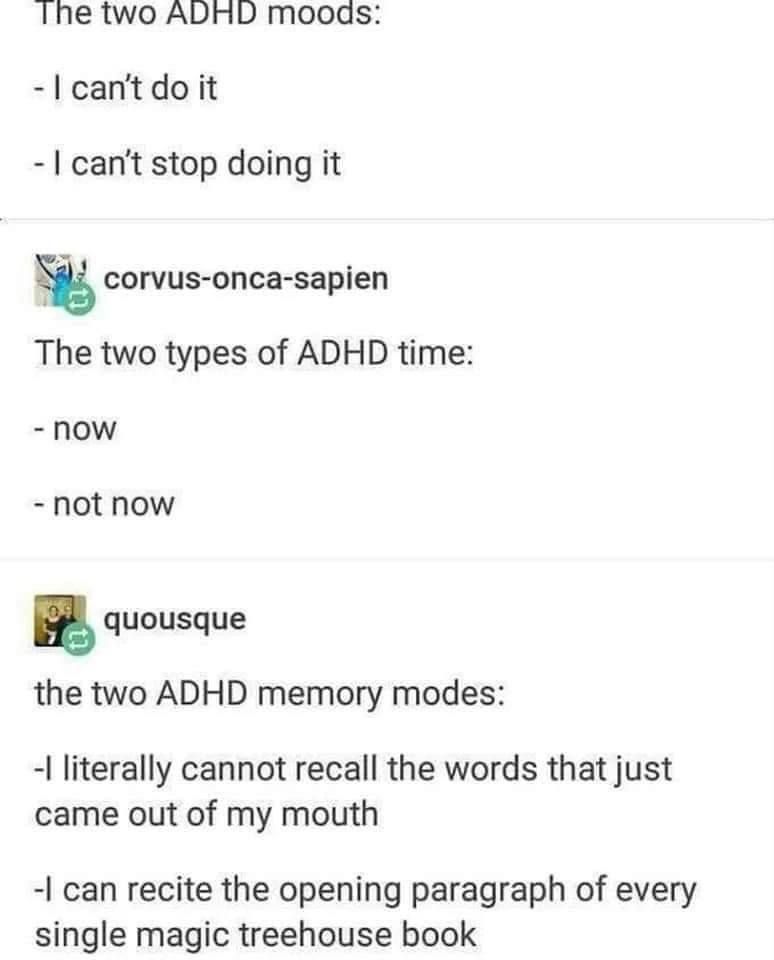 The two ADHD moods:
- I can't do it
- I can't stop doing it
corvus-onca-sapien
The two types of ADHD time:
- now
- not now
quousque
the two ADHD memory modes:
-I literally cannot recall the words that just
came out of my mouth
-I can recite the opening paragraph of every
single magic treehouse book